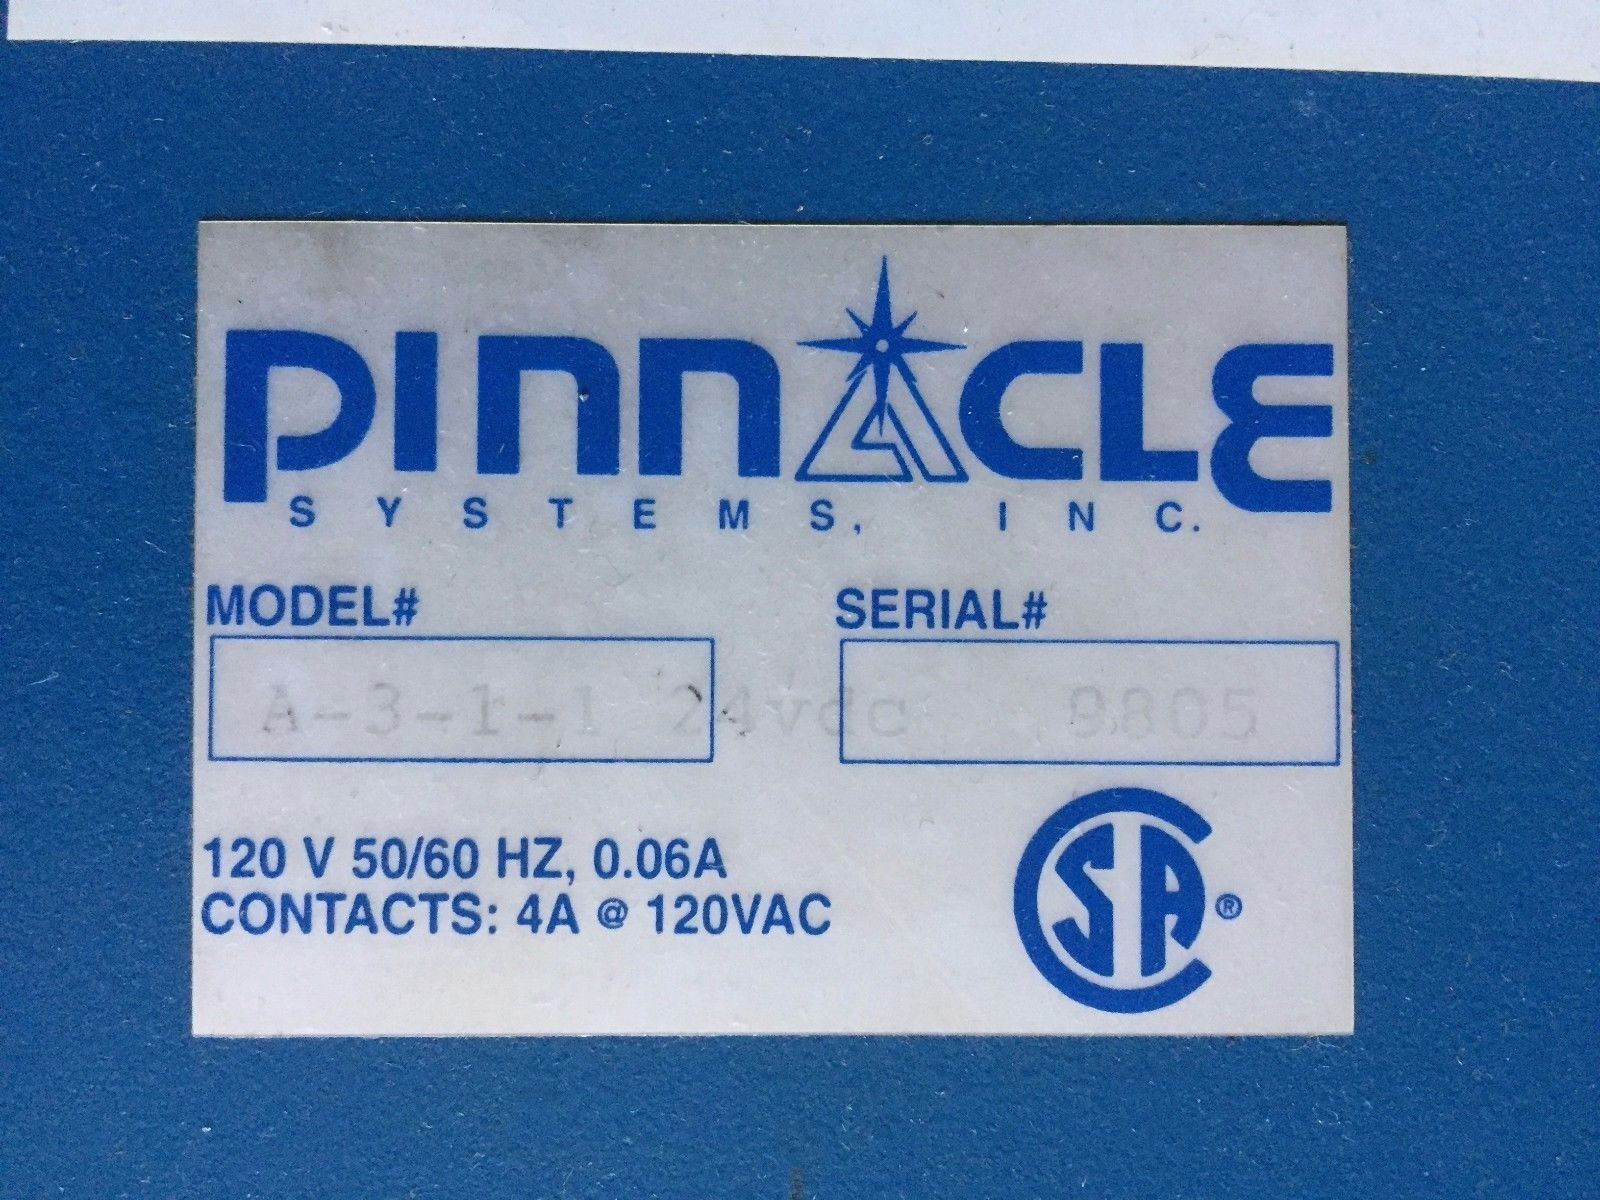 PINNACLE
SYSTEMS, INC.
MODEL# SERIAL#
A-3-1-1 24vdc 9805
120 V 50/60 HZ, 0.06A
CONTACTS: 4A @ 120VAC
CSA ®